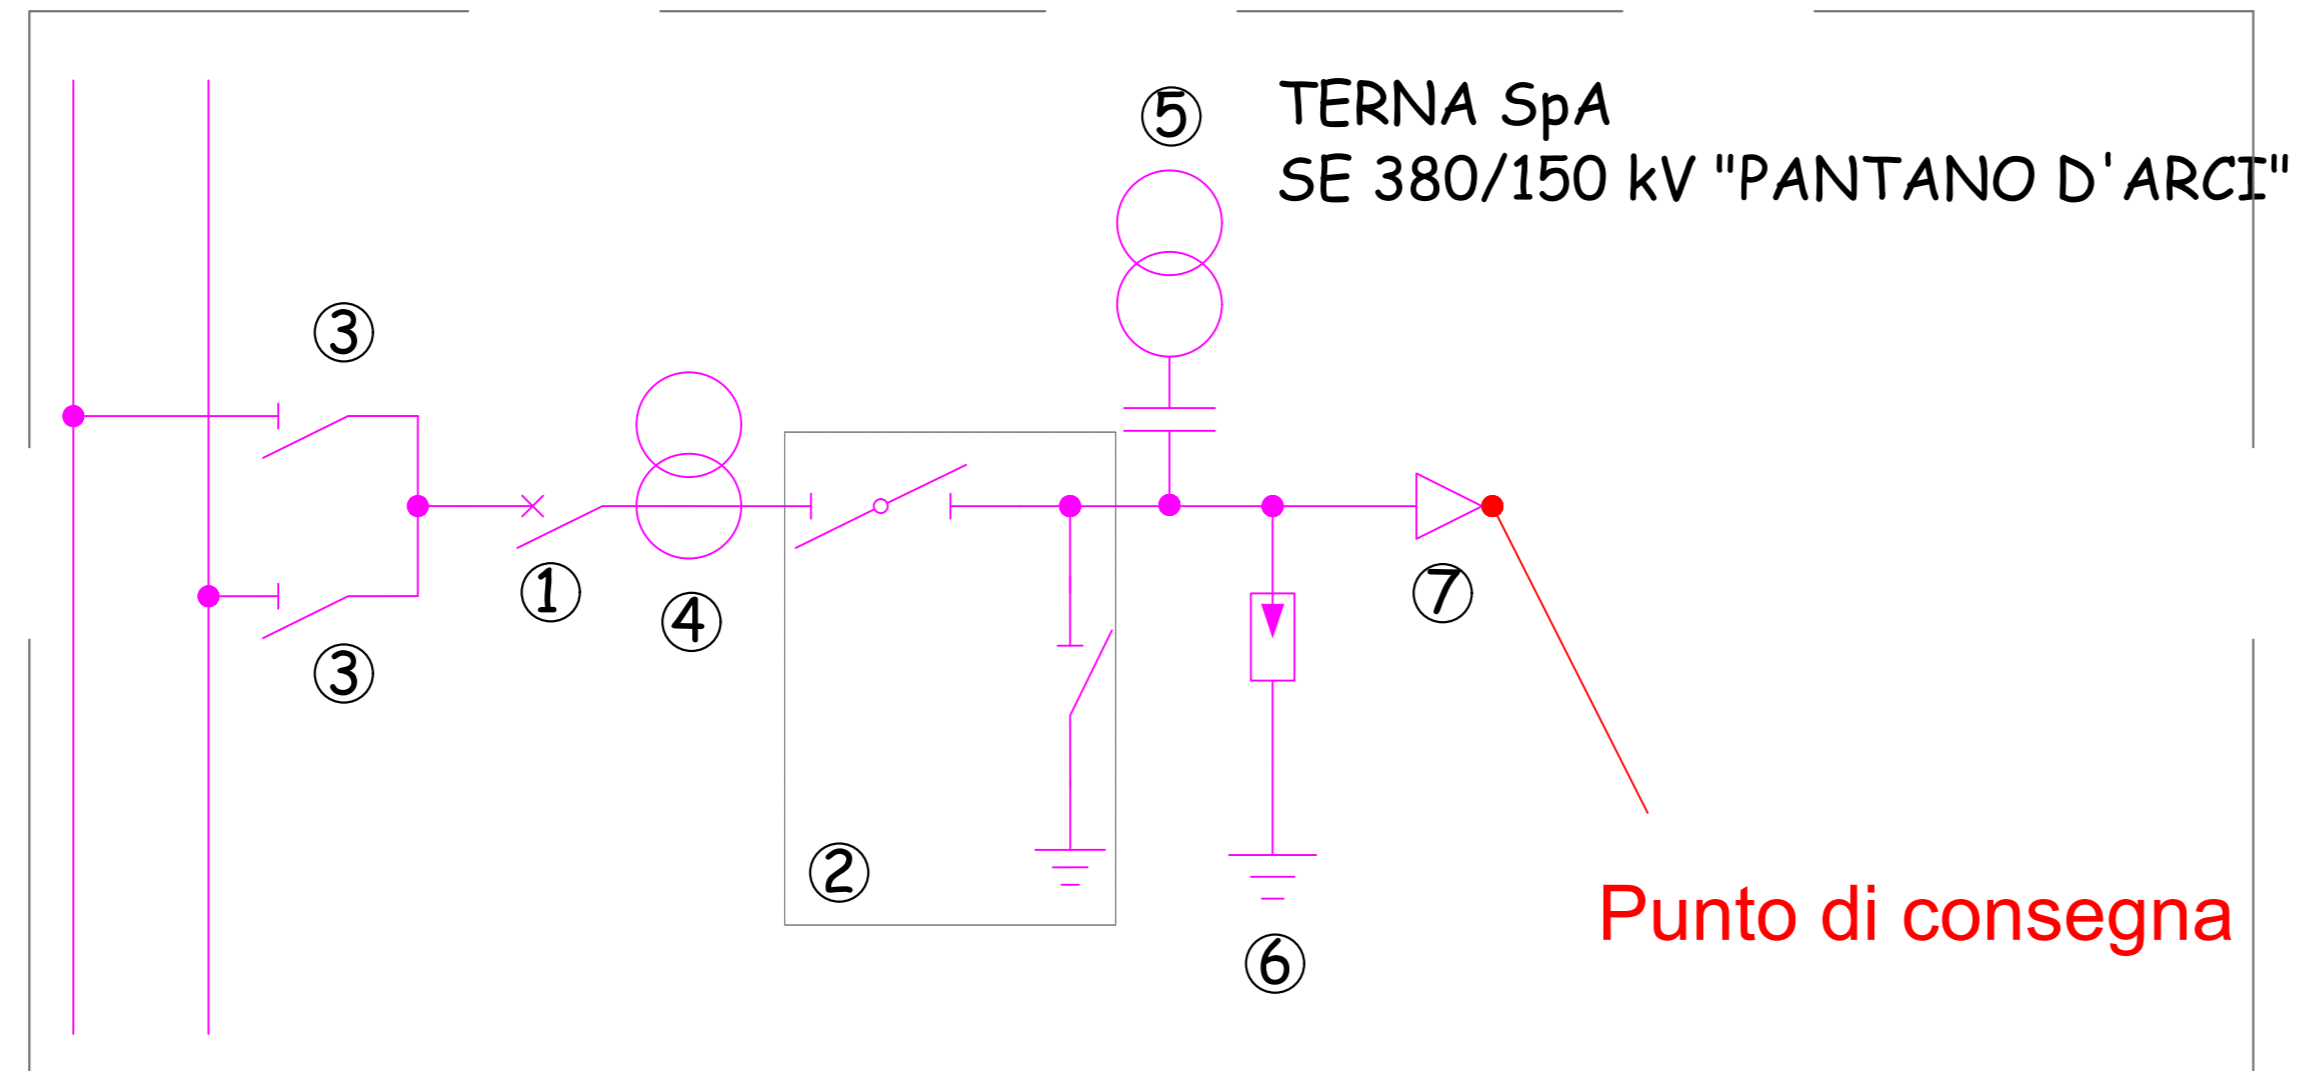 ⑤
TERNA SpA
SE 380/150 kV "PANTANO D'ARCI"
③
①
④
⑦
③
②
⑥
Punto di consegna